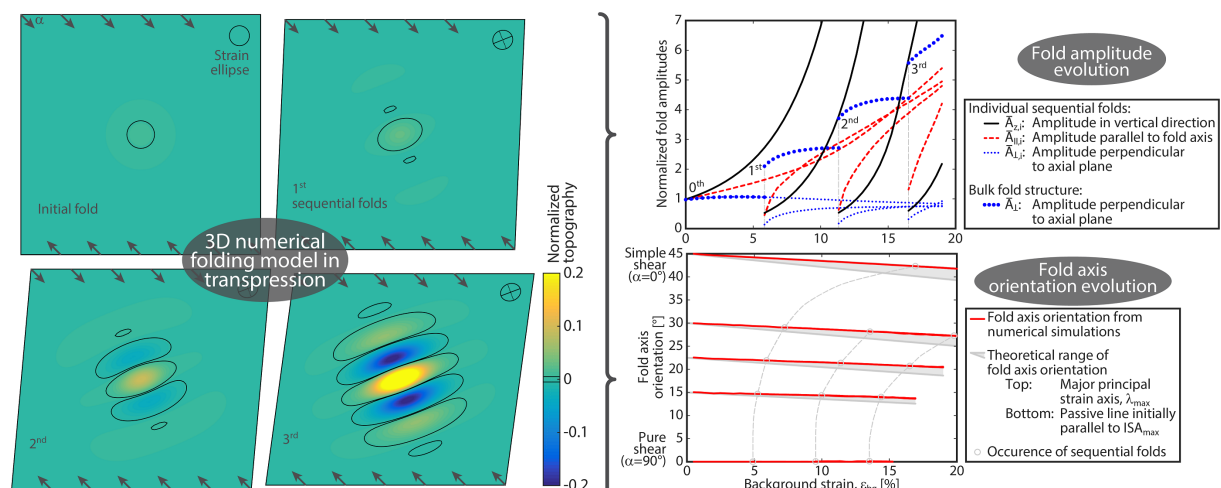 α
Strain
ellipse
Initial fold
1st
sequential folds
3D numerical
folding model in
transpression
2nd
3rd
Normalized
topography
0.2
0.1
0
-0.1
-0.2
Normalized fold amplitudes
7
6
5
4
3
2
1
0
0 5 10 15 20
0th
1st
2nd
3rd
Fold amplitude
evolution
Individual sequential folds:
A̅z,i: Amplitude in vertical direction
A̅II,i: Amplitude parallel to fold axis
A̅⊥,i: Amplitude perpendicular
to axial plane
Bulk fold structure:
A̅⊥: Amplitude perpendicular
to axial plane
Simple
shear
(α=0°)
45
40
35
30
25
20
15
10
5
0
Fold axis
orientation [°]
Pure
shear
(α=90°)
0 5 10 15 20
Background strain, εbg [%]
Fold axis
orientation evolution
Fold axis orientation from
numerical simulations
Theoretical range of
fold axis orientation
Top: Major principal
strain axis, λmax
Bottom: Passive line initially
parallel to ISAmax
Occurence of sequential folds